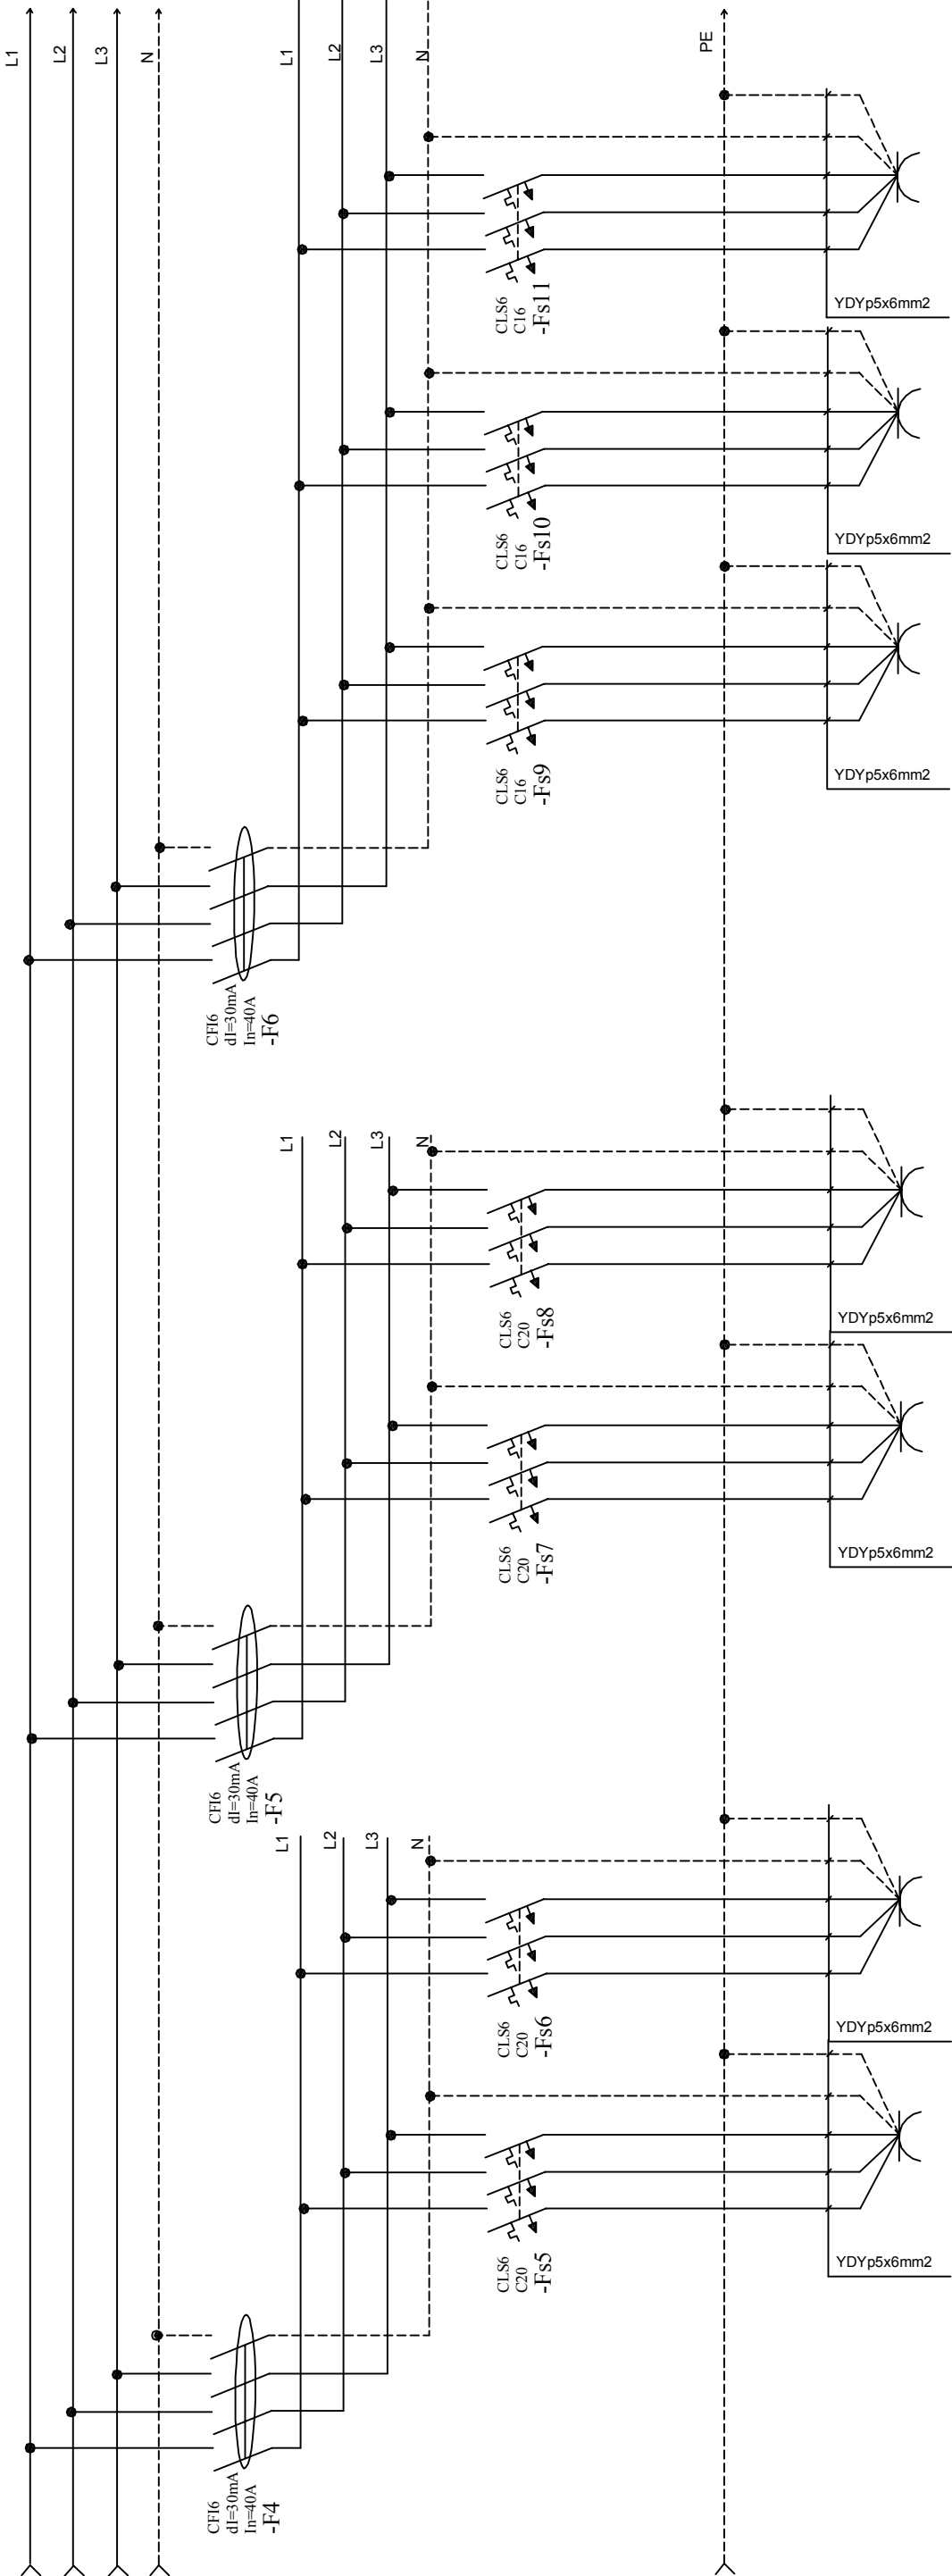 L1
L2
L3
N
L1
L2
L3
N
PE
CLS6
C16
-Fs11
YDYp5x6mm2
CLS6
C16
-Fs10
YDYp5x6mm2
CLS6
C16
-Fs9
YDYp5x6mm2
CFI6
dI=30mA
In=40A
-F6
L1
L2
L3
N
CLS6
C20
-Fs8
YDYp5x6mm2
CLS6
C20
-Fs7
YDYp5x6mm2
CFI6
dI=30mA
In=40A
-F5
L1
L2
L3
N
CLS6
C20
-Fs6
YDYp5x6mm2
CLS6
C20
-Fs5
YDYp5x6mm2
CFI6
dI=30mA
In=40A
-F4